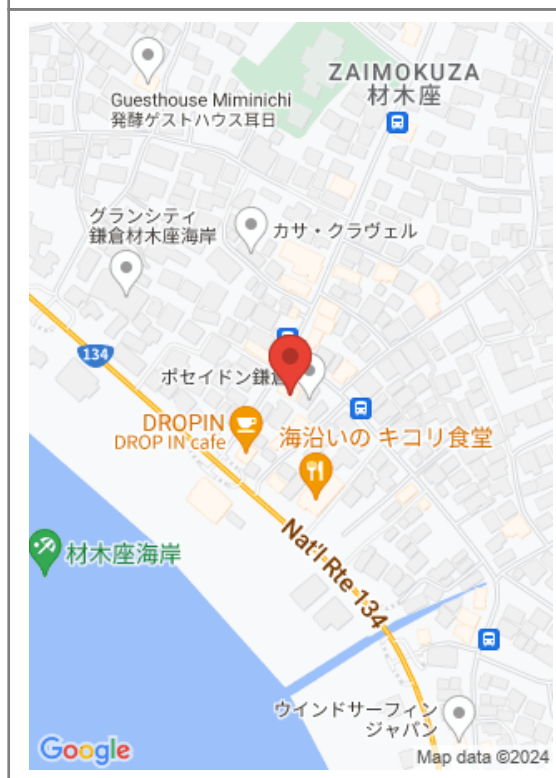 ZAIMOKUZA
材木座
Guesthouse Miminichi
発酵ゲストハウス耳日
グランシティ
鎌倉材木座海岸
カサ・クラヴェル
134
ポセイドン鎌倉
DROPIN
DROP IN cafe
海沿いの キコリ食堂
Nat'l Rte 134
材木座海岸
ウインドサーフィン
ジャパン
Google
Map data ©2024